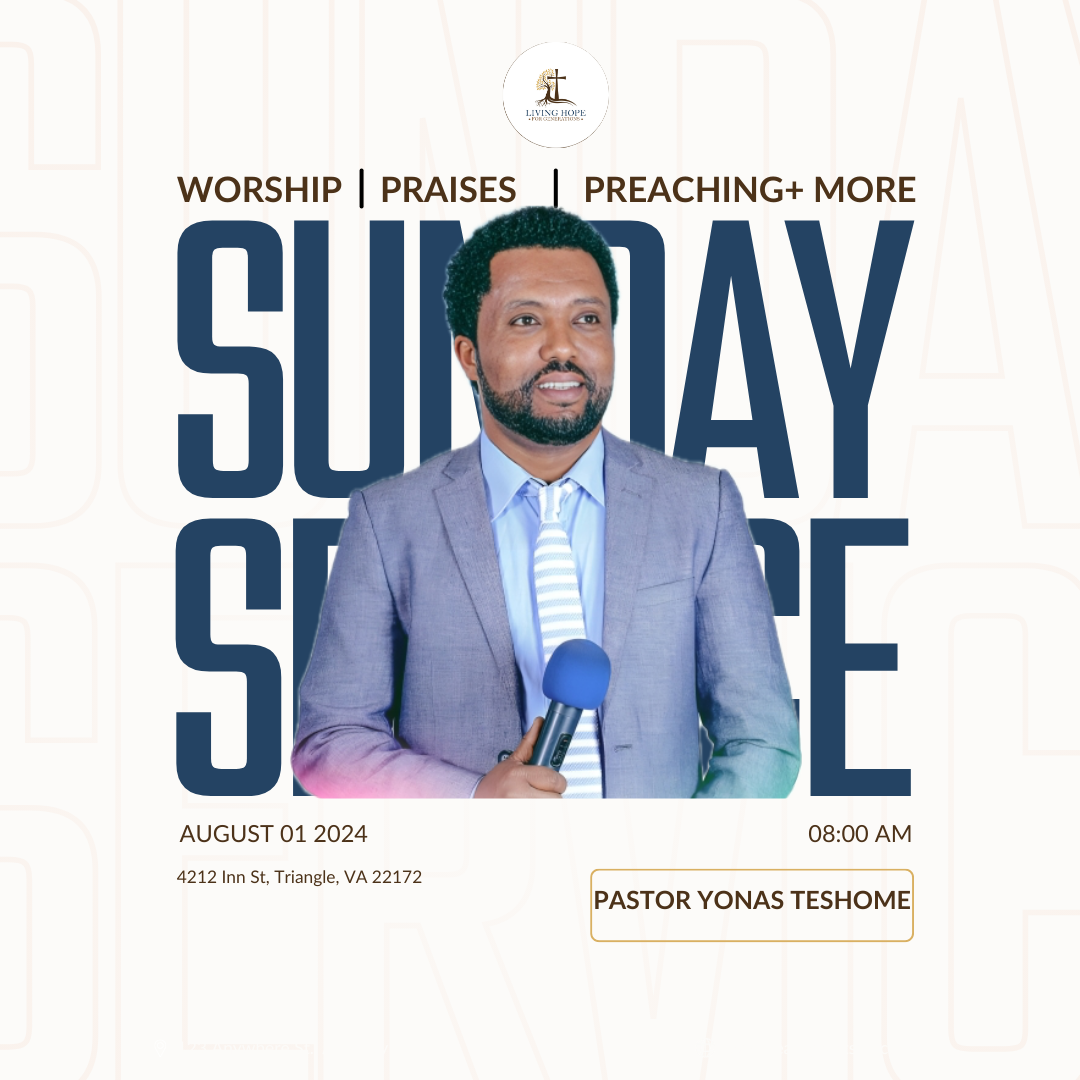 LIVING HOPE
• FOR GENERATIONS •
WORSHIP | PRAISES | PREACHING+ MORE
SUNDAY
SERVICE
AUGUST 01 2024
08:00 AM
4212 Inn St, Triangle, VA 22172
PASTOR YONAS TESHOME